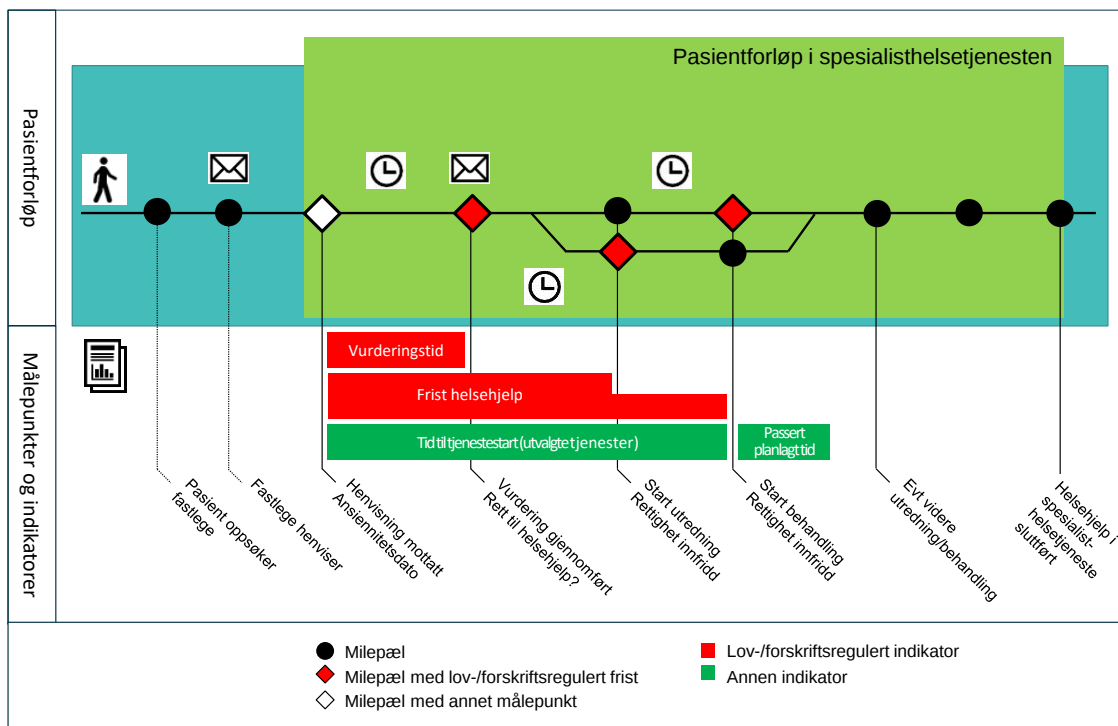 Pasientforløp
Pasientforløp i spesialisthelsetjenesten
Målepunkter og indikatorer
Vurderingstid
Frist helsehjelp
Tid til tjenestestart (utvalgte tjenester)
Passert
planlagt tid
Pasient oppsøker
fastlege
Fastlege henviser
Henvisning mottatt
Ansiennitetsdato
Vurdering gjennomført
Rett til helsehjelp?
Start utredning
Rettighet innfridd
Start behandling
Rettighet innfridd
Evt videre
utredning/behandling
Helsehjelp i
spesialist-
helsetjeneste
sluttført
Milepæl
Milepæl med lov-/forskriftsregulert frist
Milepæl med annet målepunkt
Lov-/forskriftsregulert indikator
Annen indikator